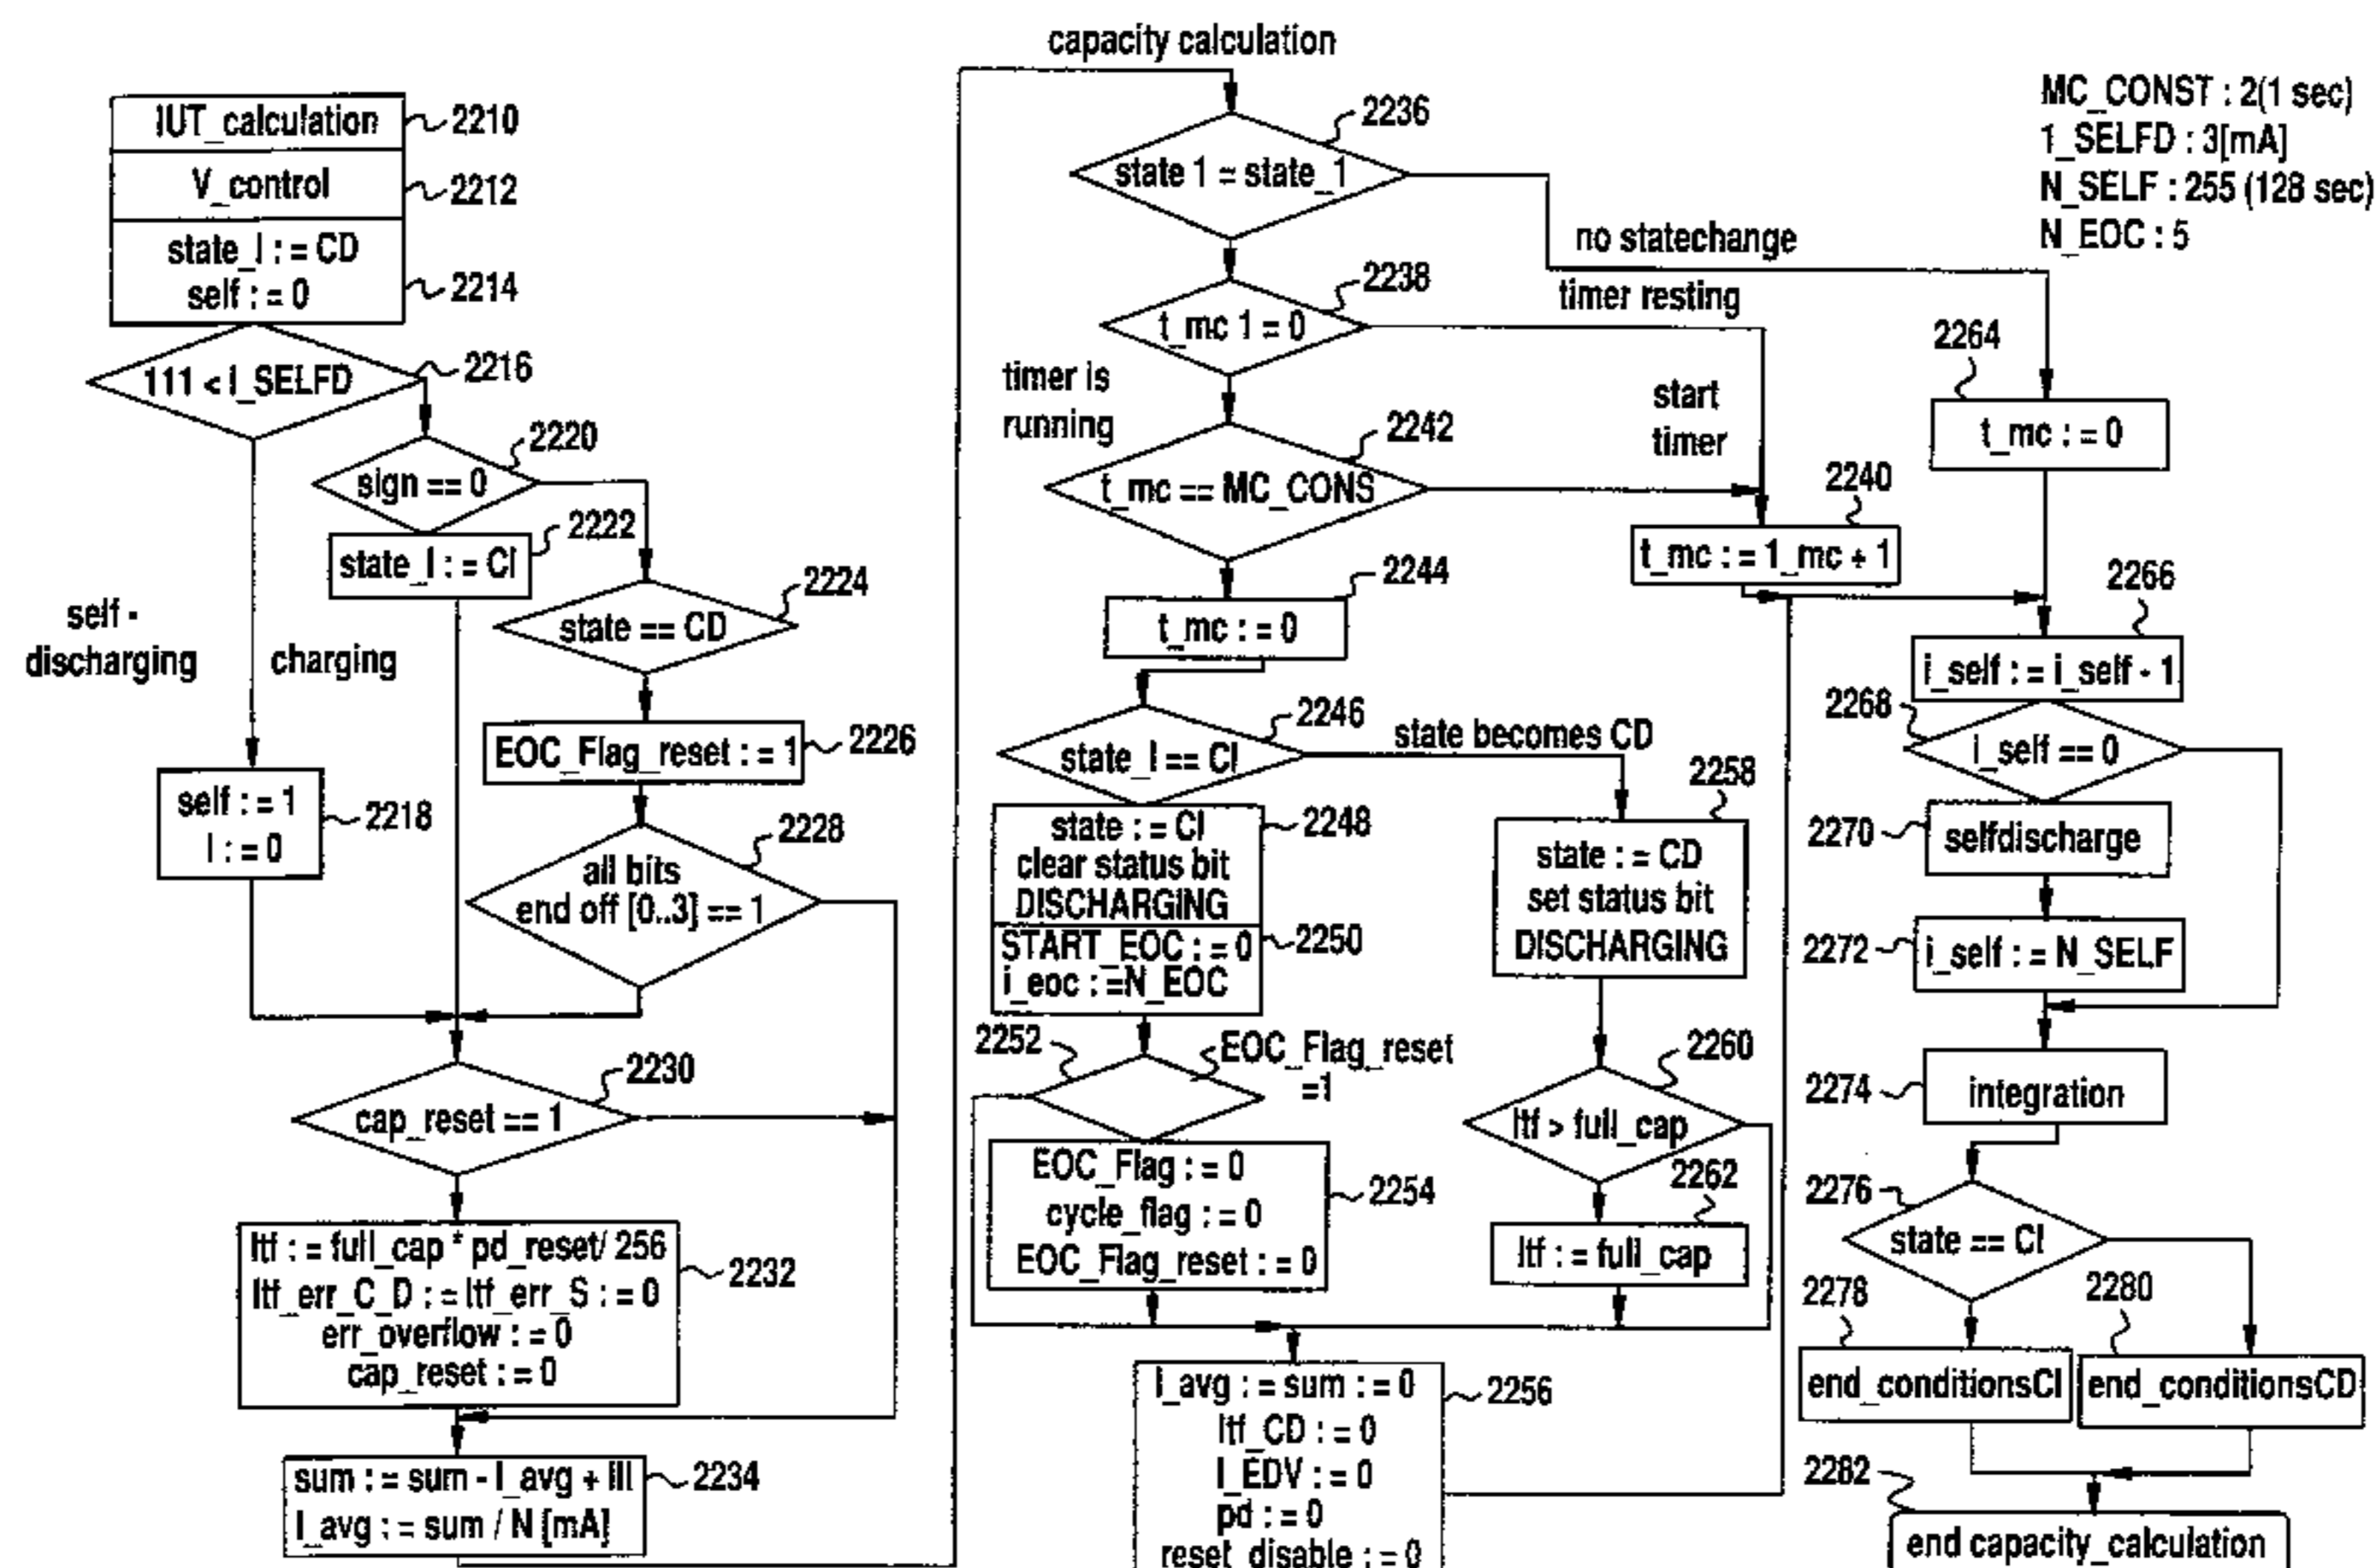 capacity calculation
MC_CONST : 2(1 sec)
1_SELFD : 3[mA]
N_SELF : 255 (128 sec)
N_EOC : 5
IUT_calculation
2210
V_control
2212
state_I : = CD
self : = 0
2214
111 < I_SELFD
2216
sign == 0
2220
state_I : = CI
2222
state == CD
2224
self -
discharging
charging
EOC_Flag_reset : = 1
2226
self : = 1
I : = 0
2218
all bits
end off [0..3] == 1
2228
cap_reset == 1
2230
Itf : = full_cap * pd_reset/ 256
Itf_err_C_D : = Itf_err_S : = 0
err_overflow : = 0
cap_reset : = 0
2232
sum : = sum - I_avg + III
I_avg : = sum / N [mA]
2234
state 1 = state_1
2236
no statechange
t_mc 1 = 0
2238
timer resting
timer is
running
start
timer
t_mc == MC_CONS
2242
t_mc : = 1_mc + 1
2240
t_mc : = 0
2244
state_I == CI
2246
state becomes CD
state : = CI
clear status bit
DISCHARGING
2248
START_EOC : = 0
i_eoc : =N_EOC
2250
2252
EOC_Flag_reset
=1
EOC_Flag : = 0
cycle_flag : = 0
EOC_Flag_reset : = 0
2254
2258
state : = CD
set status bit
DISCHARGING
2260
Itf > full_cap
2262
Itf : = full_cap
I_avg : = sum : = 0
Itf_CD : = 0
I_EDV : = 0
pd : = 0
reset_disable : = 0
2256
2264
t_mc : = 0
2266
i_self : = i_self - 1
2268
i_self == 0
2270
selfdischarge
2272
i_self : = N_SELF
2274
integration
2276
state == CI
2278
end_conditionsCI
2280
end_conditionsCD
2282
end capacity_calculation